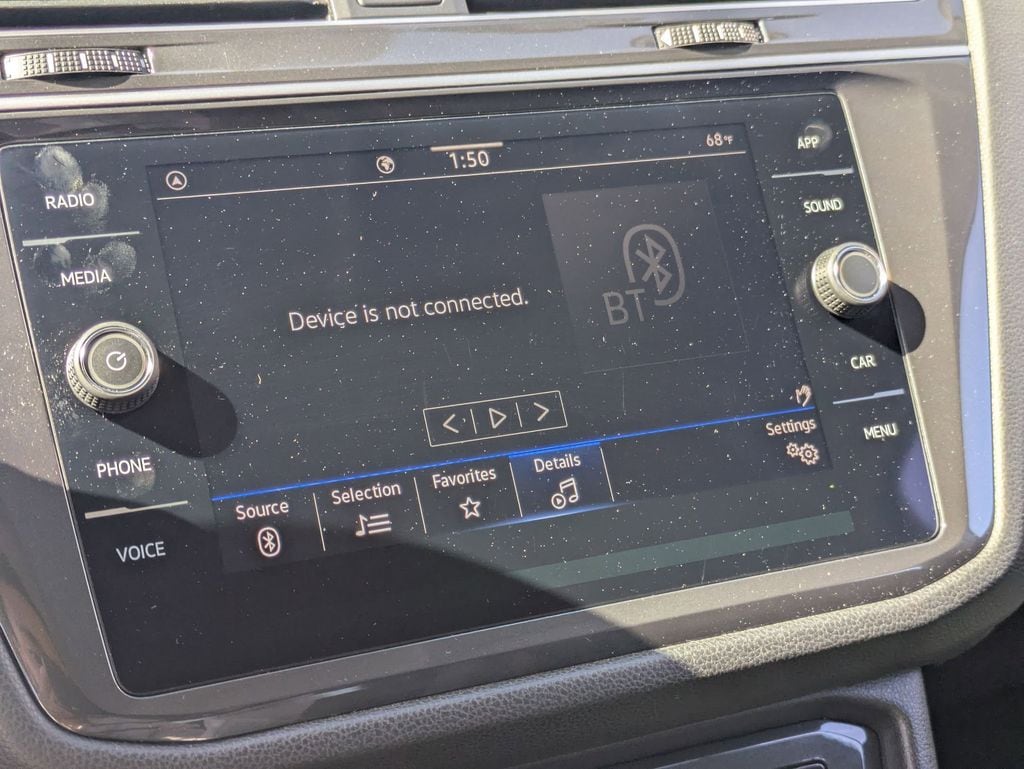 1:50
68°F
RADIO
MEDIA
PHONE
VOICE
Device is not connected.
BT
Source
Selection
Favorites
Details
Settings
APP
SOUND
CAR
MENU